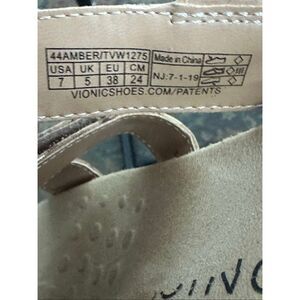 44AMBER/TVW1275 Made in China
USA UK EU CM
7 5 38 24 NJ:7-1-19
VIONICSHOES.COM/PATENTS